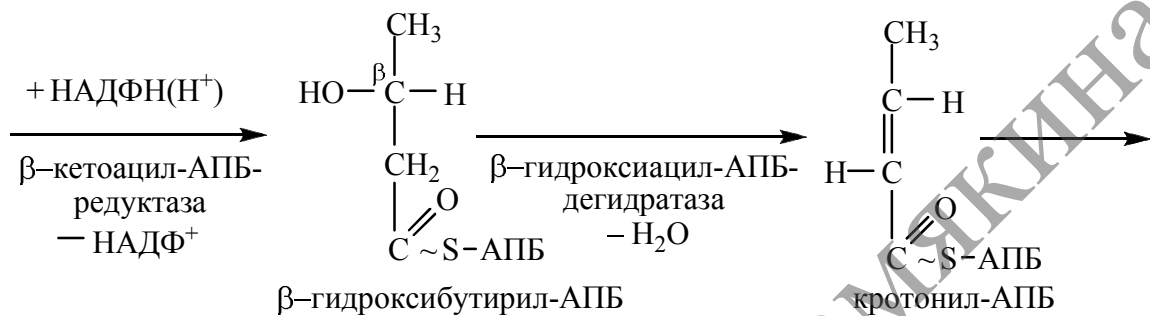 CH₃
CH₃
+ НАДФН(Н⁺)
β
HO–C–H
C–H
β–кетоацил-АПБ-
редуктаза
– НАДФ⁺
CH₂
β–гидроксиацил-АПБ-
дегидратаза
– H₂O
H–C
O
C ~S–АПБ
O
C ~S–АПБ
β–гидроксибутирил-АПБ
кротонил-АПБ